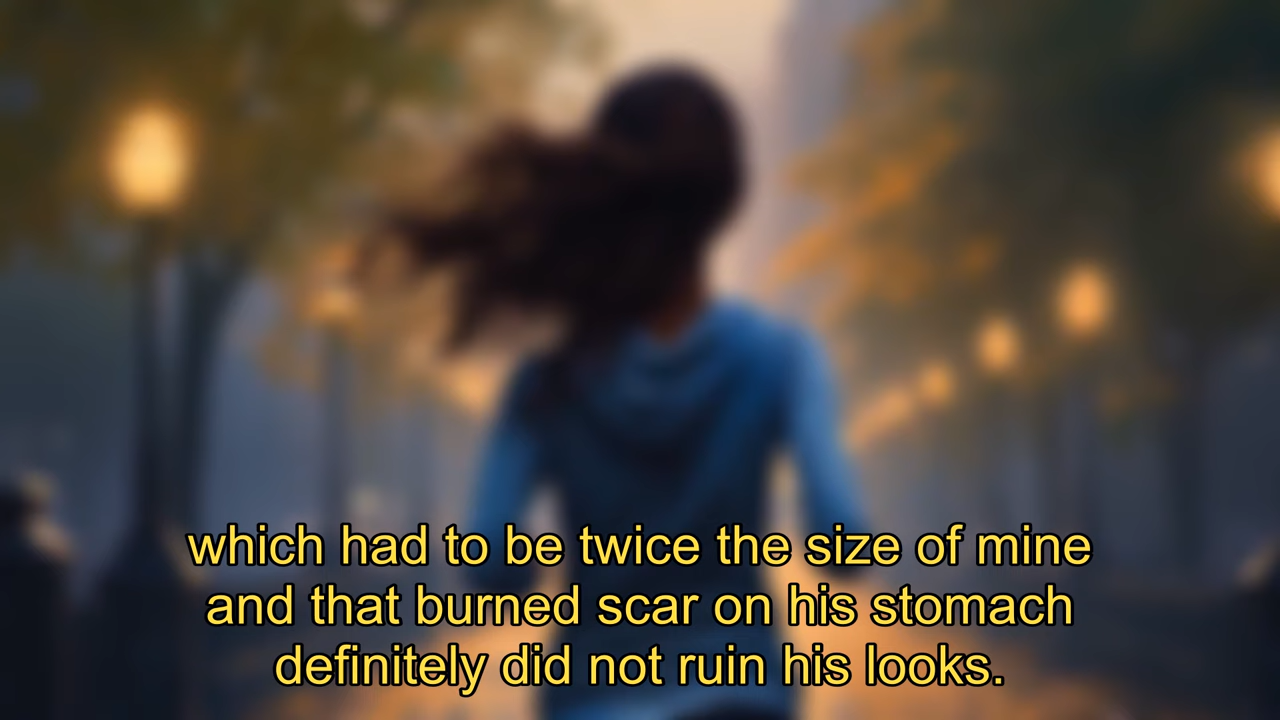 which had to be twice the size of mine
and that burned scar on his stomach
definitely did not ruin his looks.